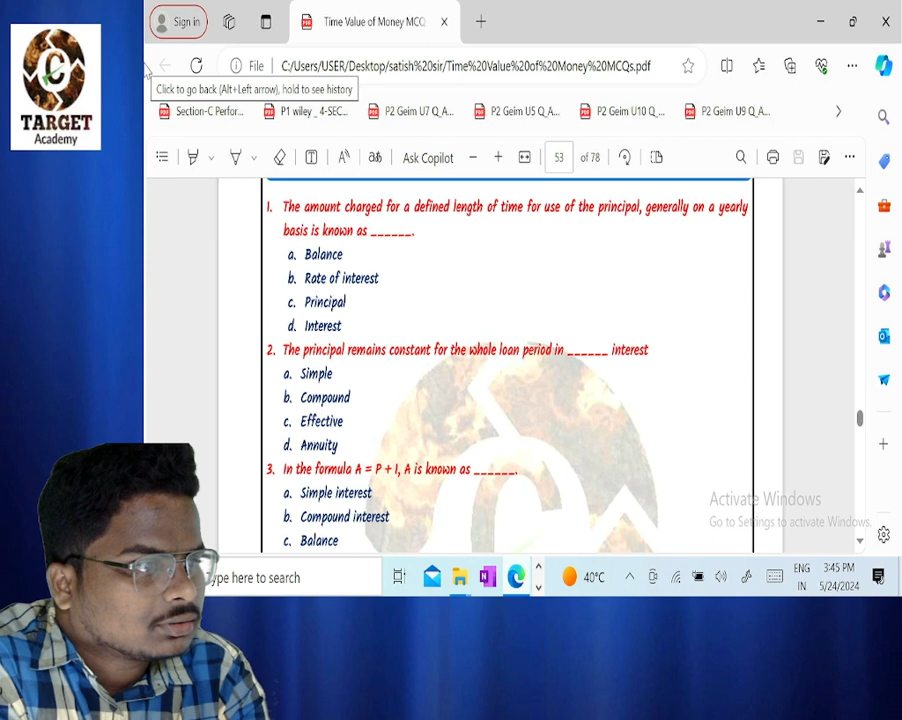 TARGET
Academy
Sign in
Time Value of Money MCQ
File
C:/Users/USER/Desktop/satish%20sir/Time%20Value%20of%20Money%20MCQs.pdf
Click to go back (Alt+Left arrow), hold to see history
Section-C Perfor...
P1 wiley _ 4-SEC...
P2 Geim U7 Q_A...
P2 Geim U5 Q_A...
P2 Geim U10 Q_...
P2 Geim U9 Q_A...
Ask Copilot
53
of 78
1. The amount charged for a defined length of time for use of the principal, generally on a yearly
basis is known as ______.
a. Balance
b. Rate of interest
c. Principal
d. Interest
2. The principal remains constant for the whole loan period in ______ interest
a. Simple
b. Compound
c. Effective
d. Annuity
3. In the formula A = P + I, A is known as ______.
a. Simple interest
b. Compound interest
c. Balance
Activate Windows
Go to Settings to activate Windows.
ype here to search
40°C
ENG
IN
3:45 PM
5/24/2024